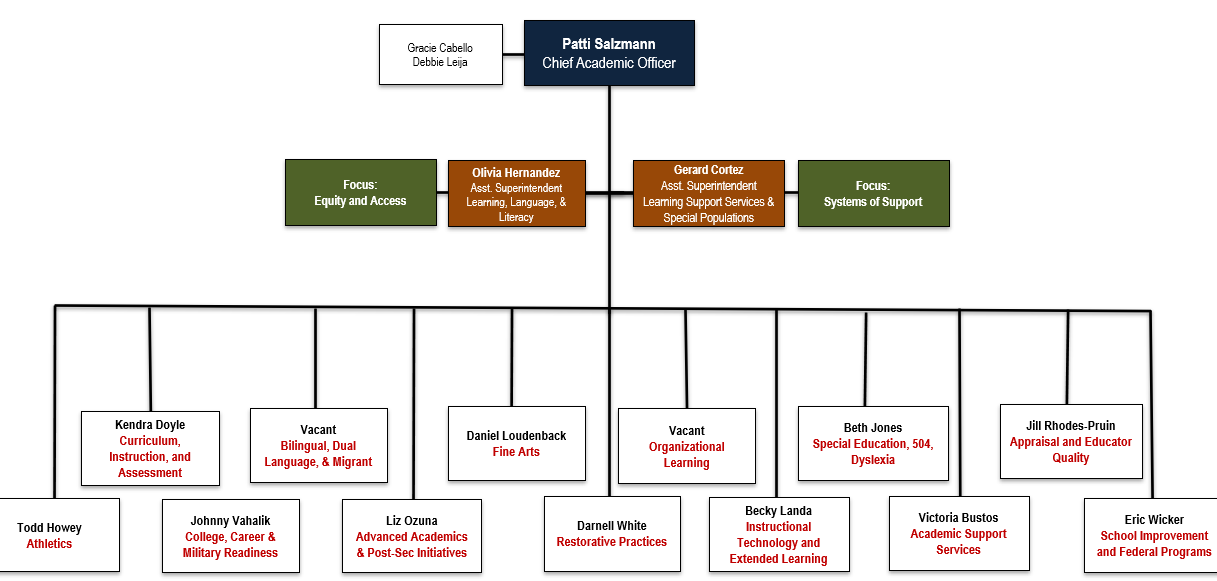 Gracie Cabello
Debbie Leija
Patti Salzmann
Chief Academic Officer
Focus:
Equity and Access
Olivia Hernandez
Asst. Superintendent
Learning, Language, &
Literacy
Gerard Cortez
Asst. Superintendent
Learning Support Services &
Special Populations
Focus:
Systems of Support
Kendra Doyle
Curriculum,
Instruction, and
Assessment
Vacant
Bilingual, Dual
Language, & Migrant
Daniel Loudenback
Fine Arts
Vacant
Organizational
Learning
Beth Jones
Special Education, 504,
Dyslexia
Jill Rhodes-Pruin
Appraisal and Educator
Quality
Todd Howey
Athletics
Johnny Vahalik
College, Career &
Military Readiness
Liz Ozuna
Advanced Academics
& Post-Sec Initiatives
Darnell White
Restorative Practices
Becky Landa
Instructional
Technology and
Extended Learning
Victoria Bustos
Academic Support
Services
Eric Wicker
School Improvement
and Federal Programs